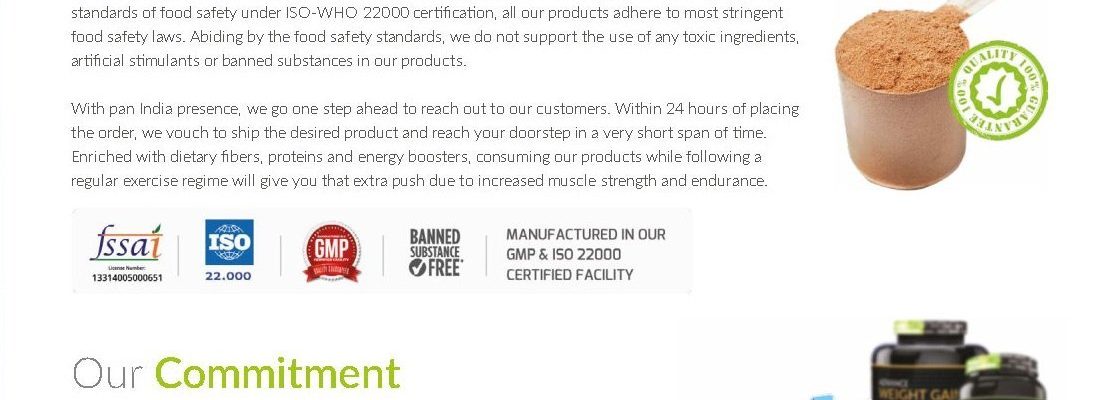 standards of food safety under ISO-WHO 22000 certification, all our products adhere to most stringent
food safety laws. Abiding by the food safety standards, we do not support the use of any toxic ingredients,
artificial stimulants or banned substances in our products.
With pan India presence, we go one step ahead to reach out to our customers. Within 24 hours of placing
the order, we vouch to ship the desired product and reach your doorstep in a very short span of time.
Enriched with dietary fibers, proteins and energy boosters, consuming our products while following a
regular exercise regime will give you that extra push due to increased muscle strength and endurance.
QUALITY 100%
GUARANTEE 100%
fssai
License Number:
13314005000651
ISO
22.000
GMP
BANNED
SUBSTANCE
FREE*
MANUFACTURED IN OUR
GMP & ISO 22000
CERTIFIED FACILITY
Our Commitment
WEIGHT GAI